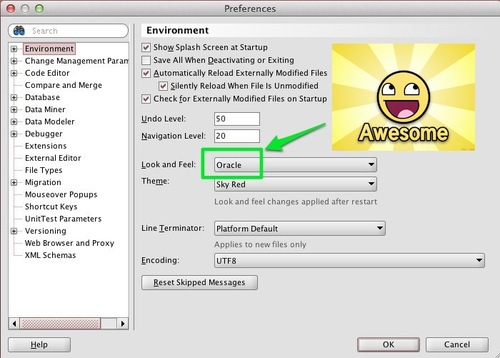 Preferences
Search
Environment
Change Management Param
Code Editor
Compare and Merge
Database
Data Miner
Data Modeler
Debugger
Extensions
External Editor
File Types
Migration
Mouseover Popups
Shortcut Keys
UnitTest Parameters
Versioning
Web Browser and Proxy
XML Schemas
Environment
Show Splash Screen at Startup
Save All When Deactivating or Exiting
Automatically Reload Externally Modified Files
Silently Reload When File Is Unmodified
Check for Externally Modified Files on Startup
Undo Level: 50
Navigation Level: 20
Look and Feel: Oracle
Theme: Sky Red
Look and feel changes applied after restart
Line Terminator: Platform Default
Applies to new files only
Encoding: UTF8
Reset Skipped Messages
Awesome
Help
OK
Cancel